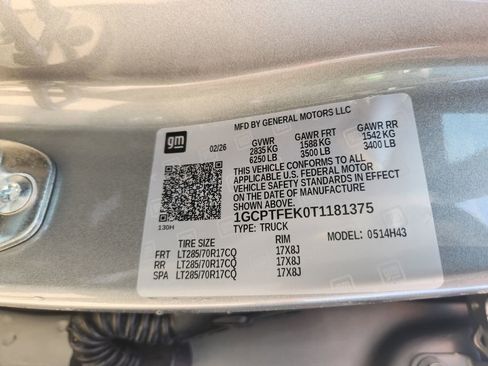 MFD BY GENERAL MOTORS LLC
gm
02/26 GVWR GAWR FRT GAWR RR
2835 KG 1588 KG 1542 KG
6250 LB 3500 LB 3400 LB
THIS VEHICLE CONFORMS TO ALL
APPLICABLE U.S. FEDERAL MOTOR
VEHICLE SAFETY STANDARDS IN EFFECT
ON THE DATE OF MANUFACTURE
SHOWN ABOVE.
1GCPTFEK0T1181375
130H TYPE: TRUCK MODEL: 0514H43
TIRE SIZE RIM
FRT LT285/70R17CQ 17X8J
RR LT285/70R17CQ 17X8J
SPA LT285/70R17CQ 17X8J